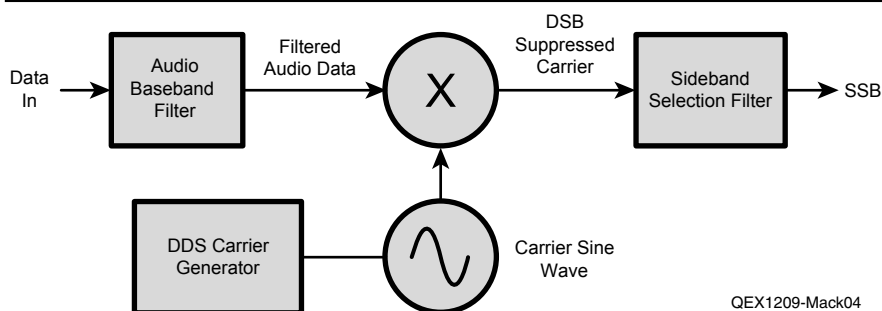 Data
In
Audio
Baseband
Filter
Filtered
Audio Data
X
DSB
Suppressed
Carrier
Sideband
Selection Filter
SSB
DDS Carrier
Generator
Carrier Sine
Wave
QEX1209-Mack04